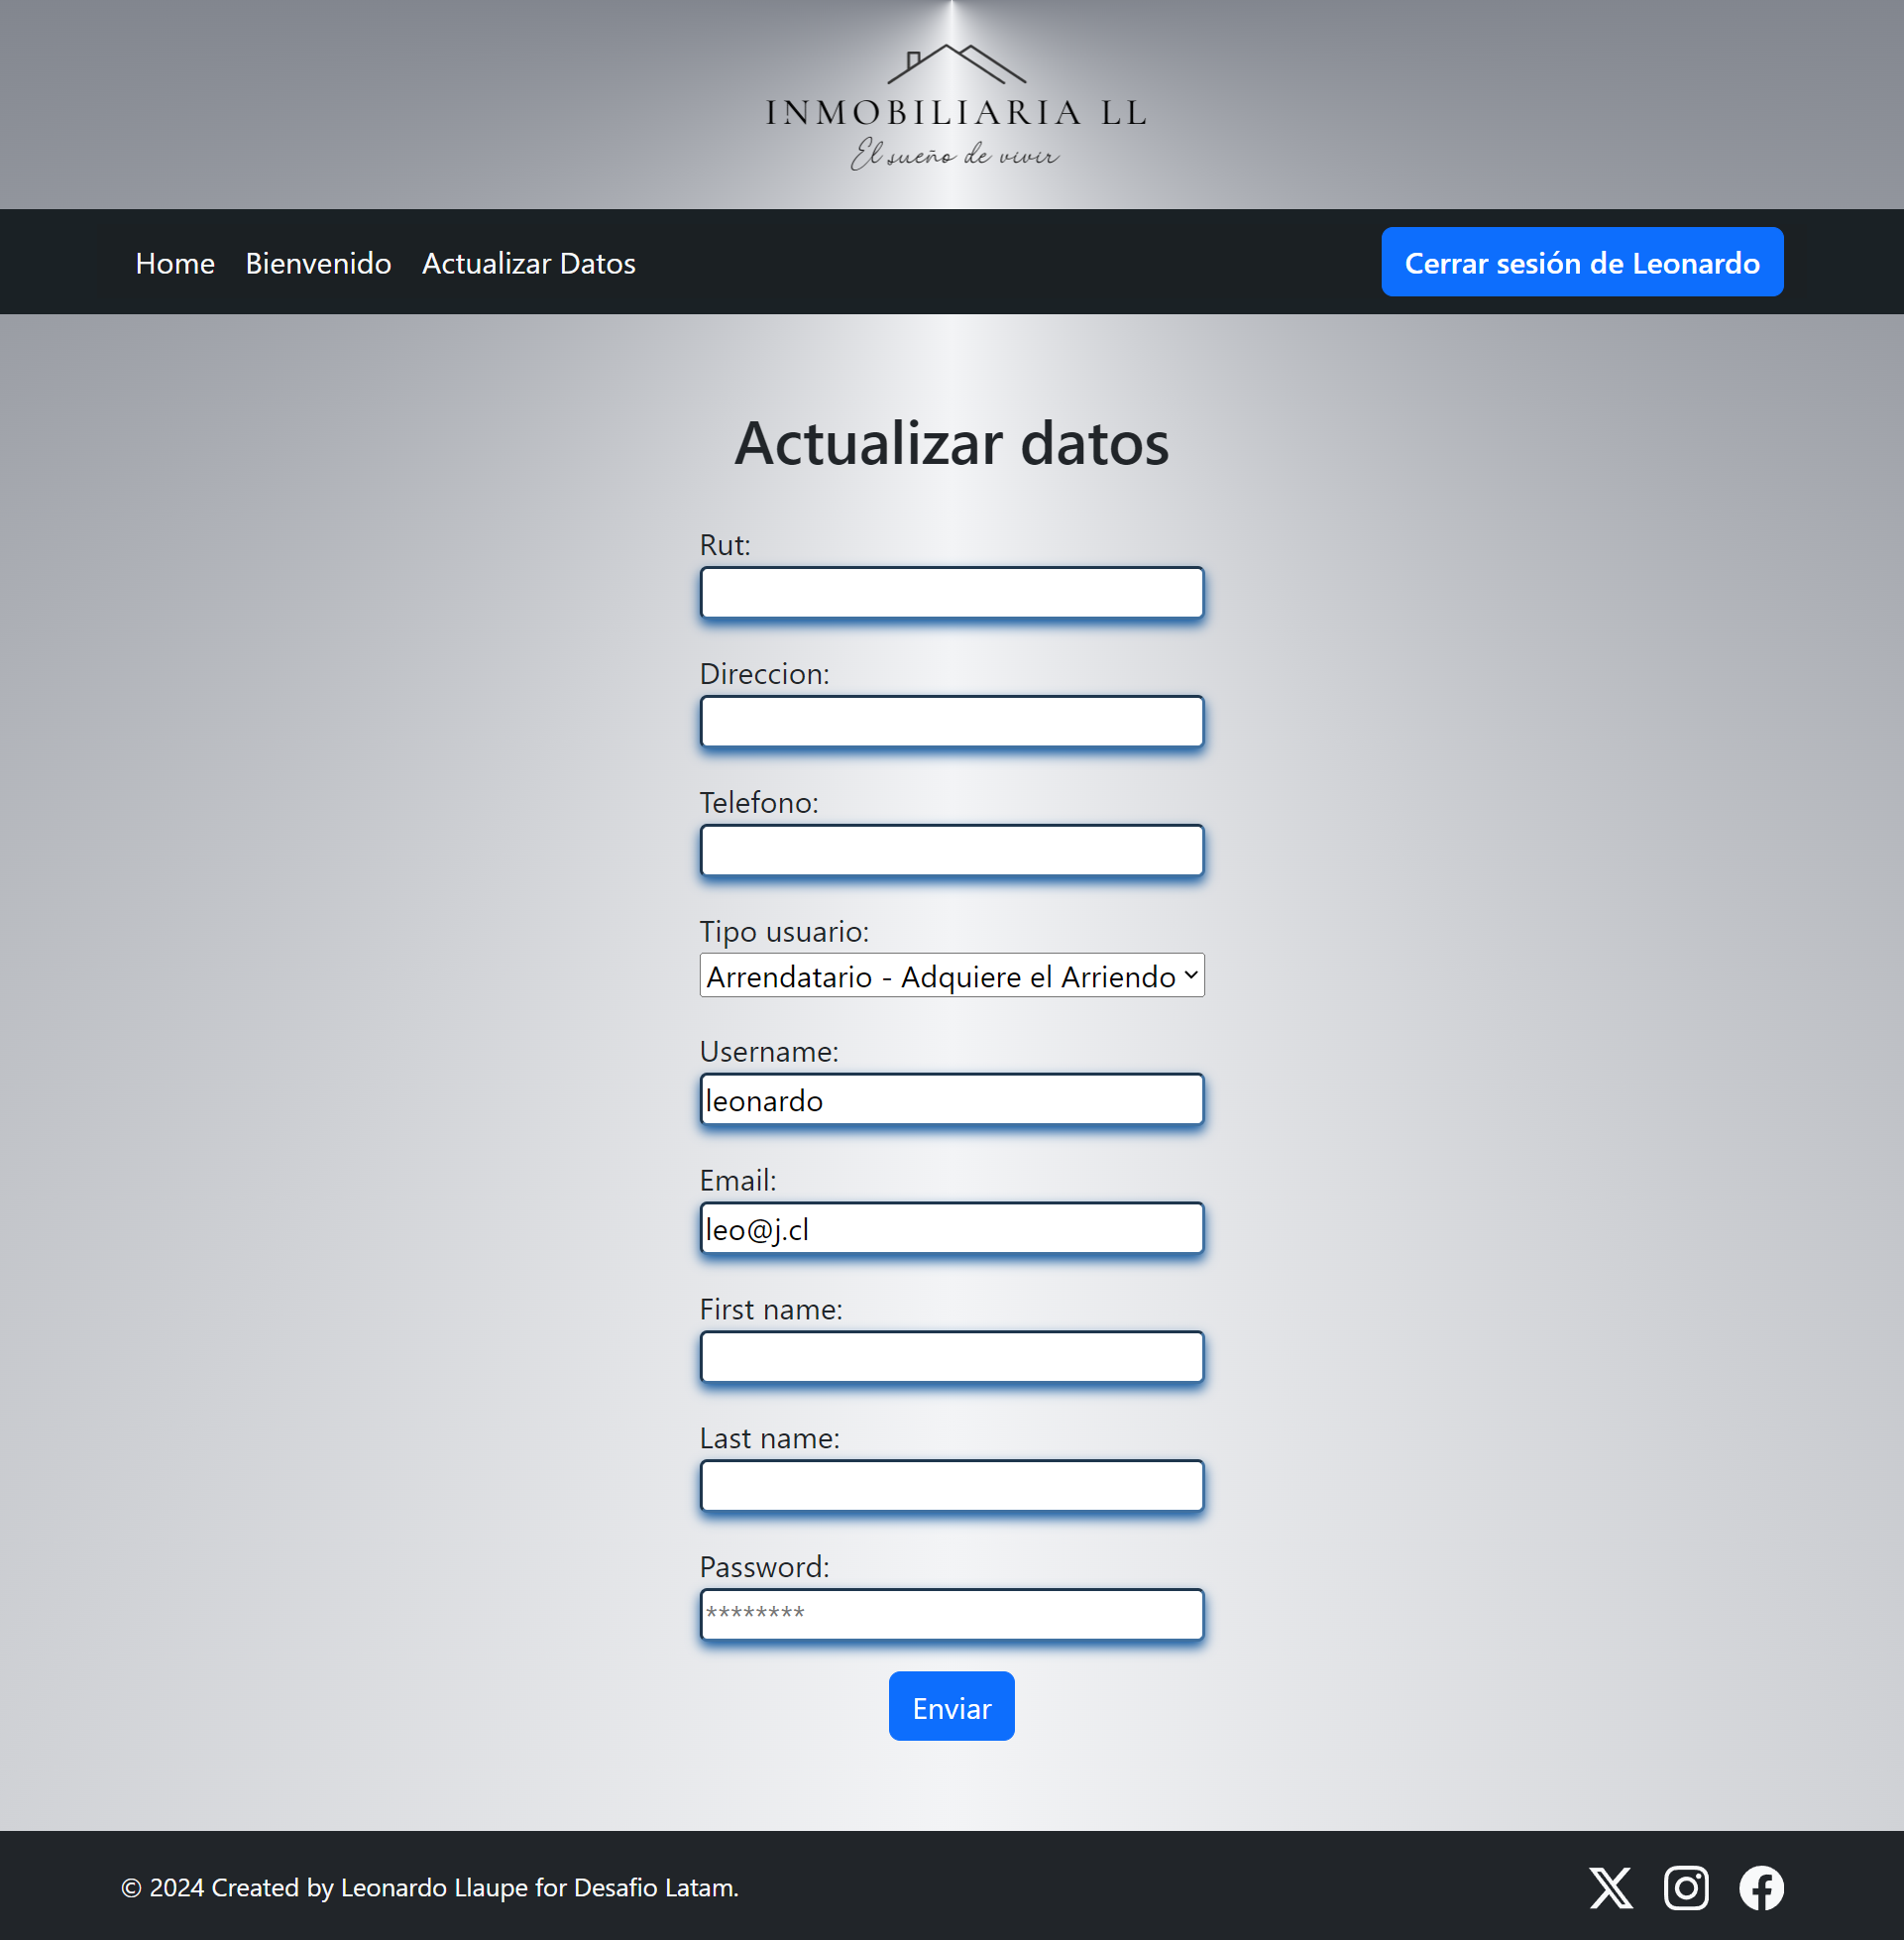 INMOBILIARIA LL
El sueño de vivir
Home Bienvenido Actualizar Datos Cerrar sesión de Leonardo
Actualizar datos
Rut:
Direccion:
Telefono:
Tipo usuario:
Arrendatario - Adquiere el Arriendo
Username:
leonardo
Email:
leo@j.cl
First name:
Last name:
Password:
********
Enviar
© 2024 Created by Leonardo Llaupe for Desafio Latam.